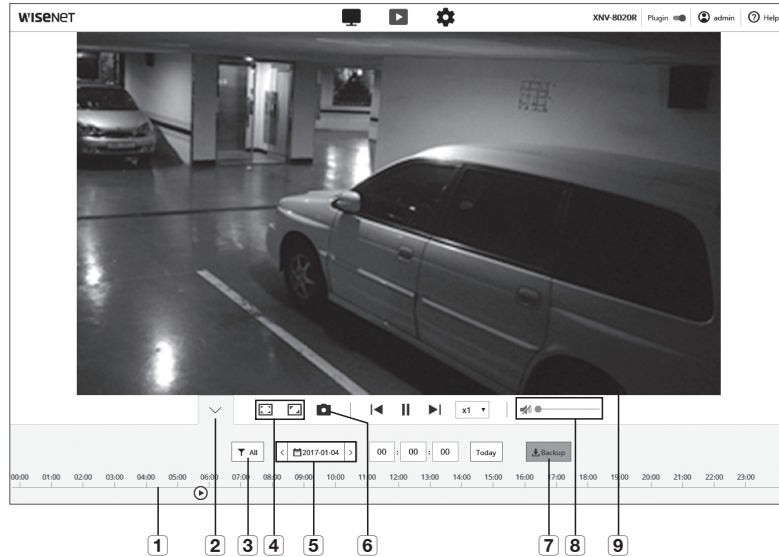 WISENET
XNV-8020R Plugin admin ? Help
x1
All
< 2017-01-04 > 00 : 00 : 00 Today Backup
00:00 01:00 02:00 03:00 04:00 05:00 06:00 07:00 08:00 09:00 10:00 11:00 12:00 13:00 14:00 15:00 16:00 17:00 18:00 19:00 20:00 21:00 22:00 23:00
1 2 3 4 5 6 7 8 9